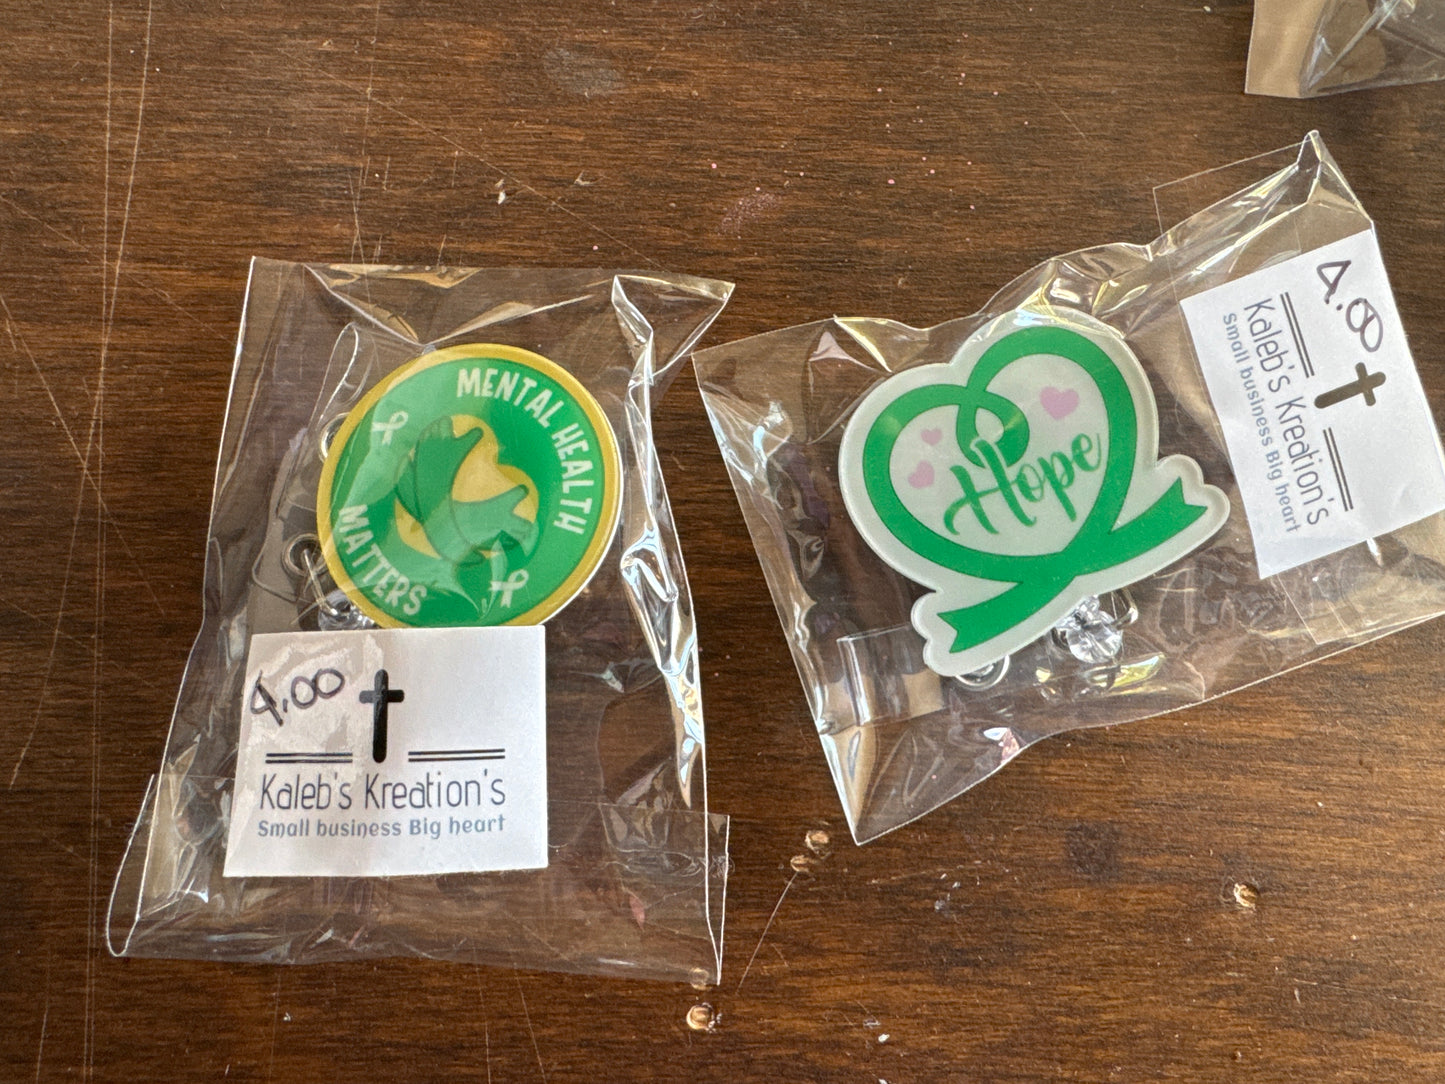 MENTAL HEALTH
MATTERS
4.00
Kaleb's Kreation's
Small business Big heart
Hope
4.00
Kaleb's Kreation's
Small business Big heart